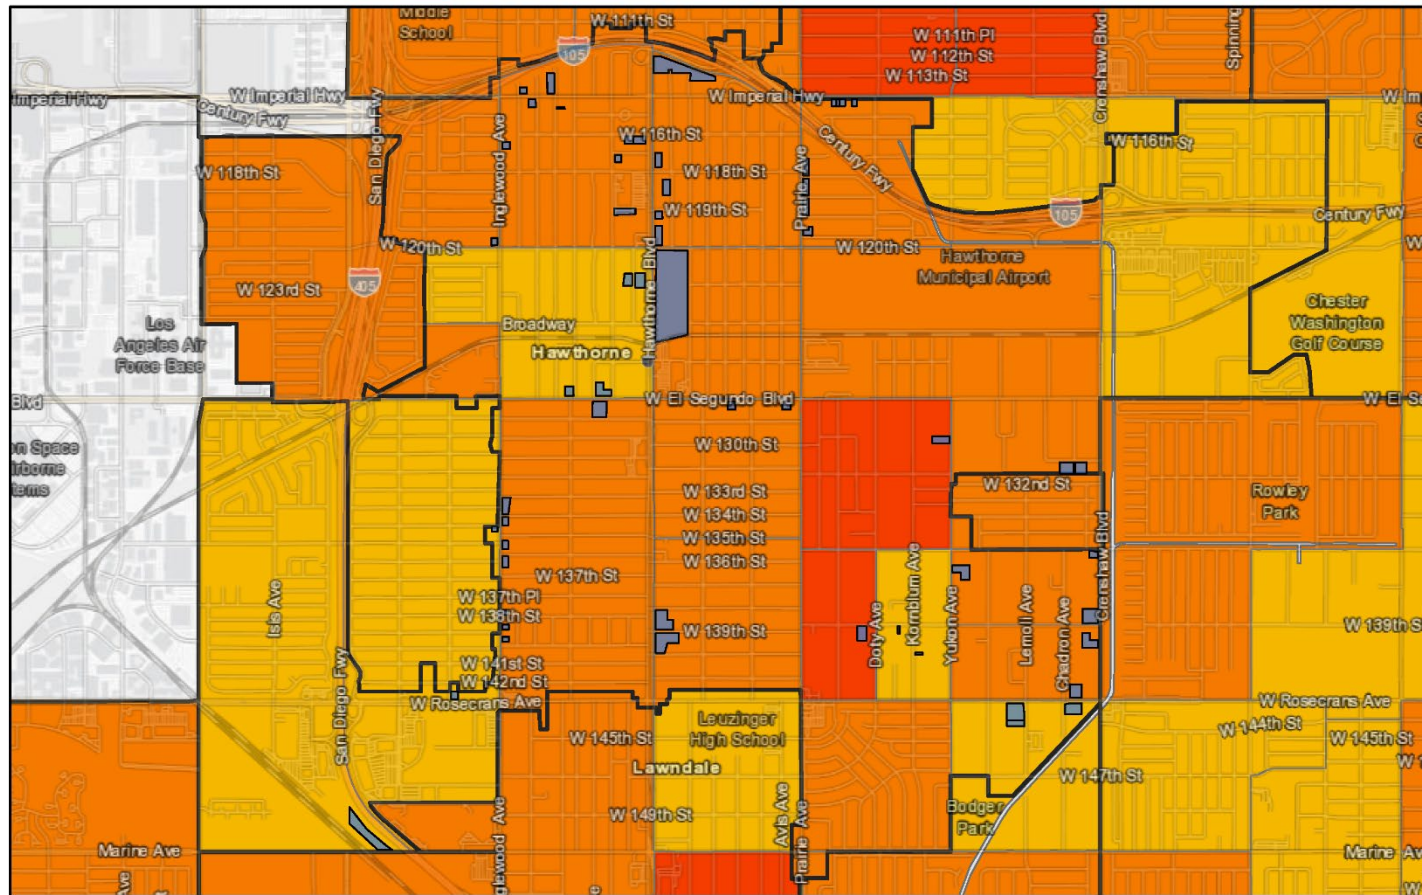 Middle
School
W 111th St
W 111th Pl
W 112th St
W 113th St
Crenshaw Blvd
Spinning
105
Imperial Hwy
W Imperial Hwy
W Imperial Hwy
Century Fwy
San Diego Fwy
Inglewood Ave
W 116th St
Century Fwy
W 116th St
W 118th St
W 118th St
Prairie Ave
W 119th St
105
Century Fwy
W 120th St
W 120th St
Hawthorne
Municipal Airport
405
W 123rd St
Hawthorne Blvd
Los
Angeles Air
Force Base
Broadway
Hawthorne
Chester
Washington
Golf Course
Blvd
W El Segundo Blvd
W El Se
on Space
W 130th St
W 132nd St
W 133rd St
W 134th St
W 135th St
W 136th St
Rowley
Park
Crenshaw Blvd
Isis Ave
W 137th St
W 137th Pl
W 138th St
W 139th St
Doty Ave
Kornblum Ave
Yukon Ave
Lemoli Ave
Chadron Ave
W 139th S
W 141st St
W 142nd St
San Diego Fwy
W Rosecrans Ave
W Rosecrans Ave
Leuzinger
High School
W 144th St
W 145th St
W 145th St
Lawndale
W 147th St
W 149th St
Avis Ave
Prairie Ave
Bodger
Park
Marine Ave
Inglewood Ave
Marine Ave